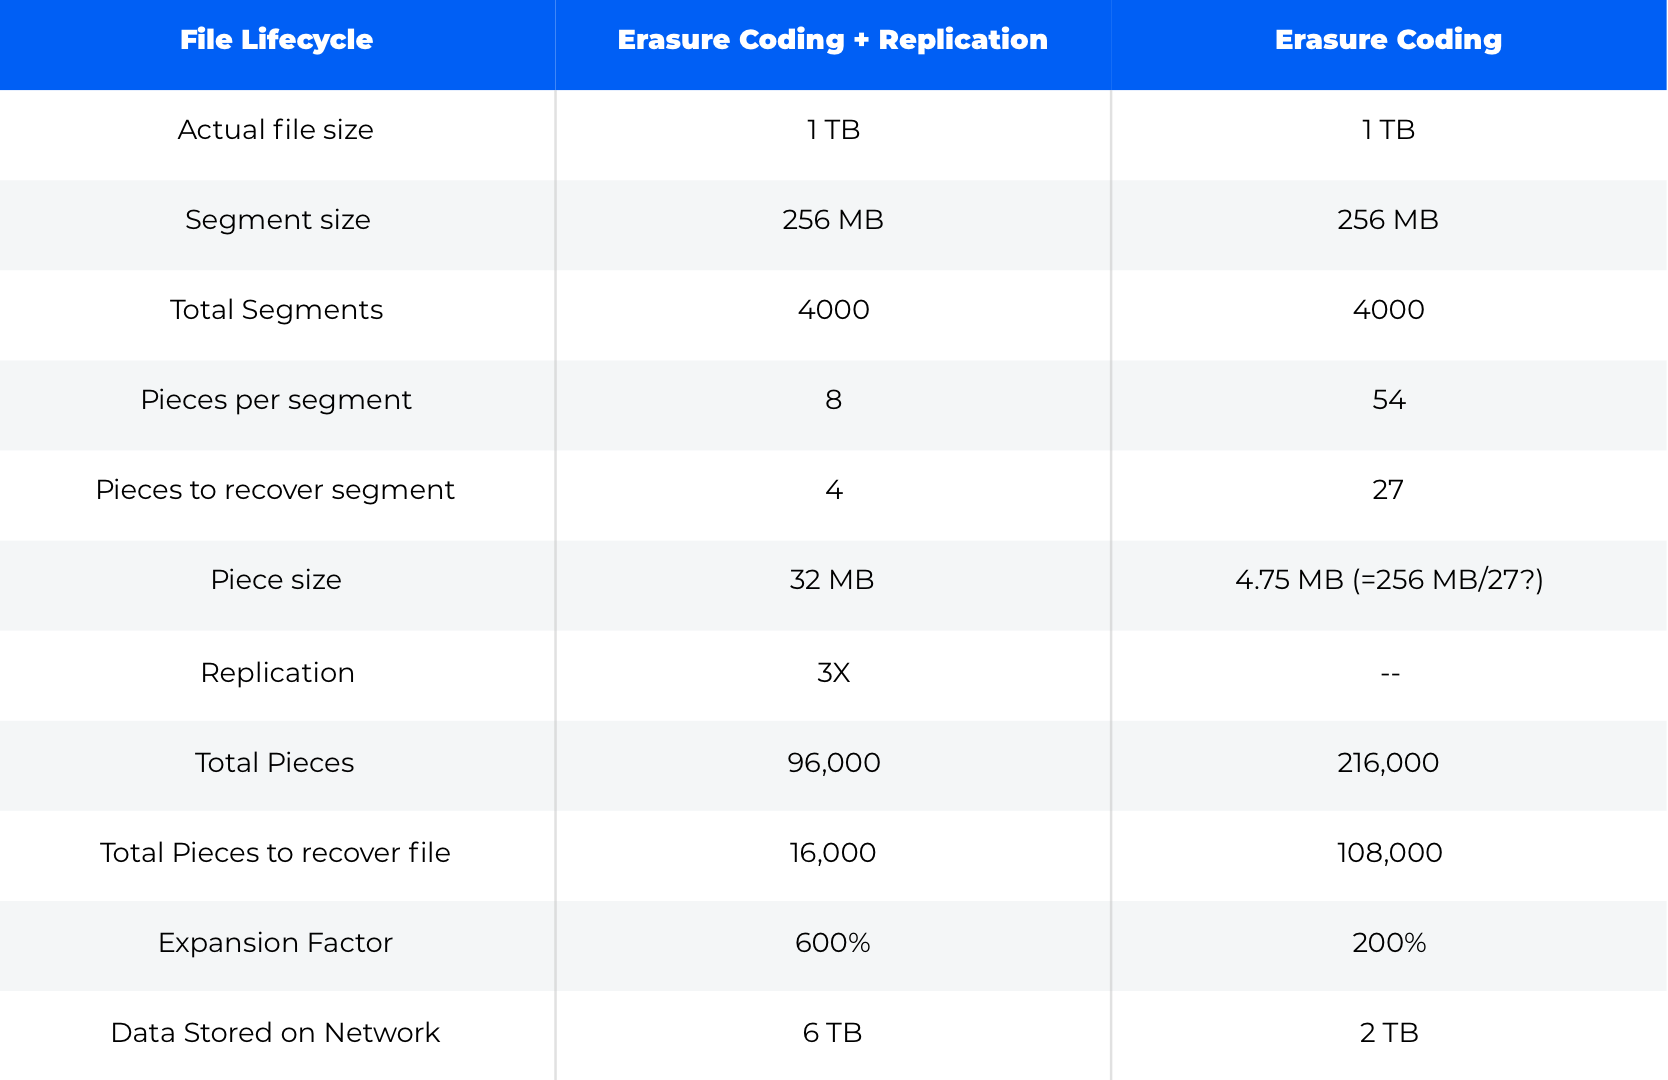 File Lifecycle Erasure Coding + Replication Erasure Coding
Actual file size 1 TB 1 TB
Segment size 256 MB 256 MB
Total Segments 4000 4000
Pieces per segment 8 54
Pieces to recover segment 4 27
Piece size 32 MB 4.75 MB (=256 MB/27?)
Replication 3X --
Total Pieces 96,000 216,000
Total Pieces to recover file 16,000 108,000
Expansion Factor 600% 200%
Data Stored on Network 6 TB 2 TB